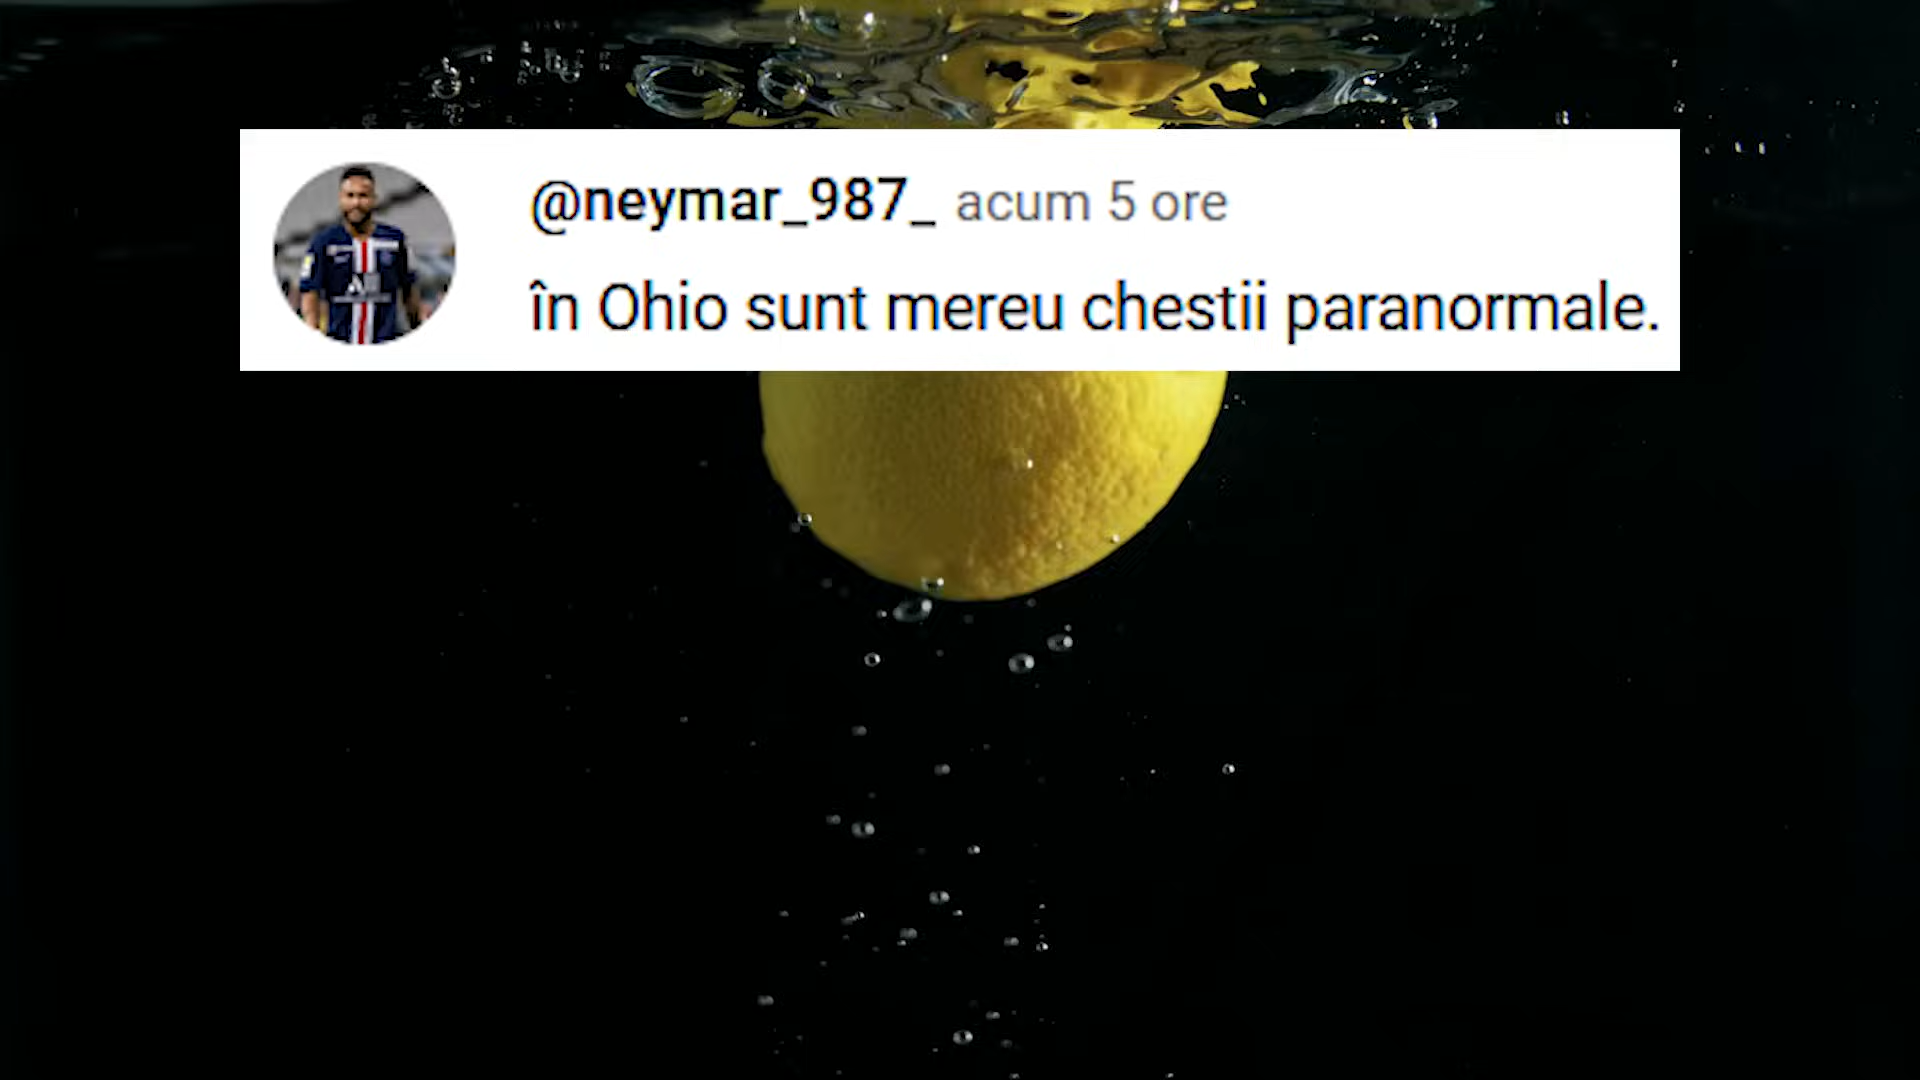 @neymar_987_ acum 5 ore
în Ohio sunt mereu chestii paranormale.